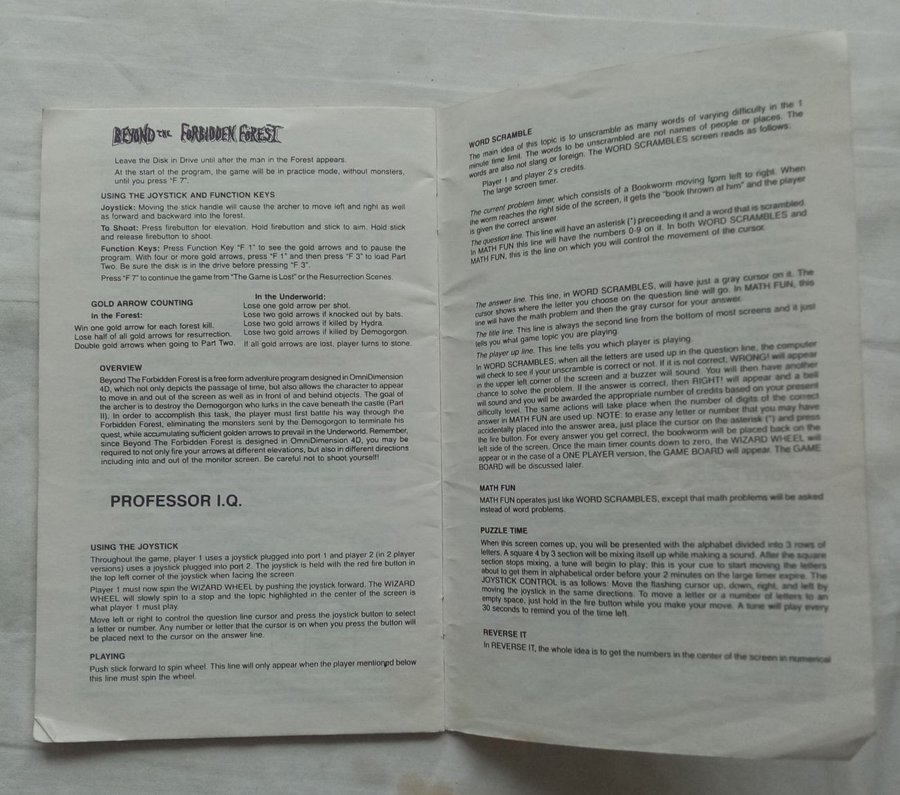 BEYOND THE FORBIDDEN FOREST
Leave the Disk in Drive until after the man in the Forest appears.
At the start of the program, the game will be in practice mode, without monsters,
until you press "F 7".
USING THE JOYSTICK AND FUNCTION KEYS
Joystick: Moving the stick handle will cause the archer to move left and right as well
as forward and backward into the forest.
To Shoot: Press firebutton for elevation. Hold firebutton and stick to aim. Hold stick
and release firebutton to shoot.
Function Keys: Press Function Key "F 1" to see the gold arrows and to pause the
program. With four or more gold arrows, press "F 1" and then press "F 3" to load Part
Two. Be sure the disk is in the drive before pressing "F 3".
Press "F 7" to continue the game from "The Game is Lost" or the Resurrection Scenes.
GOLD ARROW COUNTING
In the Forest:
Win one gold arrow for each forest kill.
Lose half of all gold arrows for resurrection.
Double gold arrows when going to Part Two.
In the Underworld:
Lose one gold arrow per shot.
Lose two gold arrows if knocked out by bats.
Lose two gold arrows if killed by Hydra.
Lose two gold arrows if killed by Demogorgon.
If all gold arrows are lost, player turns to stone.
OVERVIEW
Beyond The Forbidden Forest is a free form adventure program designed in OmniDimension
4D, which not only depicts the passage of time, but also allows the character to appear
to move in and out of the screen as well as in front of and behind objects. The goal of
the archer is to destroy the Demogorgon who lurks in the cave beneath the castle (Part
II). In order to accomplish this task, the player must first battle his way through the
Forbidden Forest, eliminating the monsters sent by the Demogorgon to terminate his
quest, while accumulating sufficient golden arrows to prevail in the Underworld. Remember,
since Beyond The Forbidden Forest is designed in OmniDimension 4D, you may be
required to not only fire your arrows at different elevations, but also in different directions
including into and out of the monitor screen. Be careful not to shoot yourself!
PROFESSOR I.Q.
USING THE JOYSTICK
Throughout the game, player 1 uses a joystick plugged into port 1 and player 2 (in 2 player
versions) uses a joystick plugged into port 2. The joystick is held with the red fire button in
the top left corner of the joystick when facing the screen
Player 1 must now spin the WIZARD WHEEL by pushing the joystick forward. The WIZARD
WHEEL will slowly spin to a stop and the topic highlighted in the center of the screen is
what player 1 must play.
Move left or right to control the question line cursor and press the joystick button to select
a letter or number. Any number or letter that the cursor is on when you press the button will
be placed next to the cursor on the answer line.
PLAYING
Push stick forward to spin wheel. This line will only appear when the player mentioned below
this line must spin the wheel.
WORD SCRAMBLE
The main idea of this topic is to unscramble as many words of varying difficulty in the 1
minute time limit. The words to be unscrambled are not names of people or places. The
words are also not slang or foreign. The WORD SCRAMBLES screen reads as follows:
Player 1 and player 2's credits.
The large screen timer.
The current problem timer, which consists of a Bookworm moving from left to right. When
the worm reaches the right side of the screen, it gets the "book thrown at him" and the player
is given the correct answer.
The question line. This line will have an asterisk (*) preceeding it and a word that is scrambled.
In MATH FUN this line will have the numbers 0-9 on it. In both WORD SCRAMBLES and
MATH FUN, this is the line on which you will control the movement of the cursor.
The answer line. This line, in WORD SCRAMBLES, will have just a gray cursor on it. The
cursor shows where the letter you choose on the question line will go. In MATH FUN, this
line will have the math problem and then the gray cursor for your answer.
The title line. This line is always the second line from the bottom of most screens and it just
tells you what game topic you are playing.
The player up line. This line tells you which player is playing.
In WORD SCRAMBLES, when all the letters are used up in the question line, the computer
will check to see if your unscramble is correct or not. If it is not correct, WRONG! will appear
in the upper left corner of the screen and a buzzer will sound. You will then have another
chance to solve the problem. If the answer is correct, then RIGHT! will appear and a bell
will sound and you will be awarded the appropriate number of credits based on your present
difficulty level. The same actions will take place when the number of digits of the correct
answer in MATH FUN are used up. NOTE: to erase any letter or number that you may have
accidentally placed into the answer area, just place the cursor on the asterisk (*) and press
the fire button. For every answer you get correct, the bookworm will be placed back on the
left side of the screen. Once the main timer counts down to zero, the WIZARD WHEEL will
appear or in the case of a ONE PLAYER version, the GAME BOARD will appear. The GAME
BOARD will be discussed later.
MATH FUN
MATH FUN operates just like WORD SCRAMBLES, except that math problems will be asked
instead of word problems.
PUZZLE TIME
When this screen comes up, you will be presented with the alphabet divided into 3 rows of
letters. A square 4 by 3 section will be mixing itself up while making a sound. After the square
section stops mixing, a tune will begin to play; this is your cue to start moving the letters
about to get them in alphabetical order before your 2 minutes on the large timer expire. The
JOYSTICK CONTROL is as follows: Move the flashing cursor up, down, right, and left by
moving the joystick in the same directions. To move a letter or a number of letters to an
empty space, just hold in the fire button while you make your move. A tune will play every
30 seconds to remind you of the time left.
REVERSE IT
In REVERSE IT, the whole idea is to get the numbers in the center of the screen in numerical